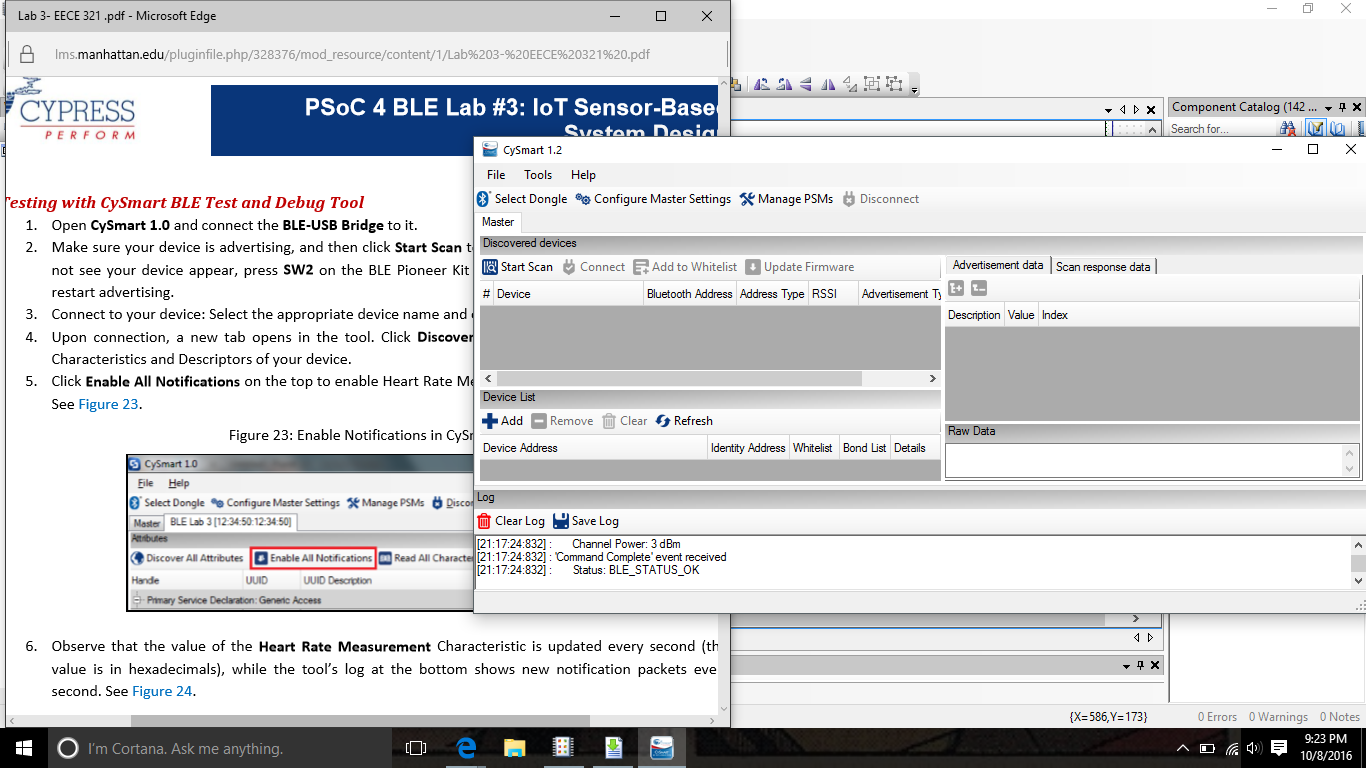 Lab 3- EECE 321 .pdf - Microsoft Edge
lms.manhattan.edu/pluginfile.php/328376/mod_resource/content/1/Lab%203-%20EECE%20321%20.pdf
CYPRESS
PERFORM
PSoC 4 BLE Lab #3: IoT Sensor-Based
System Design
Testing with CySmart BLE Test and Debug Tool
1. Open CySmart 1.0 and connect the BLE-USB Bridge to it.
2. Make sure your device is advertising, and then click Start Scan t
not see your device appear, press SW2 on the BLE Pioneer Kit
restart advertising.
3. Connect to your device: Select the appropriate device name and
4. Upon connection, a new tab opens in the tool. Click Discover
Characteristics and Descriptors of your device.
5. Click Enable All Notifications on the top to enable Heart Rate Me
See Figure 23.
Figure 23: Enable Notifications in CySm
CySmart 1.0
File Help
Select Dongle Configure Master Settings Manage PSMs Discon
Master BLE Lab 3 [12:34:50:12:34:50]
Attributes
Discover All Attributes Enable All Notifications Read All Characte
Handle UUID UUID Description
Primary Service Declaration: Generic Access
6. Observe that the value of the Heart Rate Measurement Characteristic is updated every second (th
value is in hexadecimals), while the tool's log at the bottom shows new notification packets eve
second. See Figure 24.
Component Catalog (142 ...
Search for...
CySmart 1.2
File Tools Help
Select Dongle Configure Master Settings Manage PSMs Disconnect
Master
Discovered devices
Start Scan Connect Add to Whitelist Update Firmware
# Device Bluetooth Address Address Type RSSI Advertisement Ty
Advertisement data Scan response data
Description Value Index
Device List
Add Remove Clear Refresh
Device Address Identity Address Whitelist Bond List Details
Raw Data
Log
Clear Log Save Log
[21:17:24:832] : Channel Power: 3 dBm
[21:17:24:832] : 'Command Complete' event received
[21:17:24:832] : Status: BLE_STATUS_OK
{X=586,Y=173}
0 Errors 0 Warnings 0 Notes
I'm Cortana. Ask me anything.
9:23 PM
10/8/2016